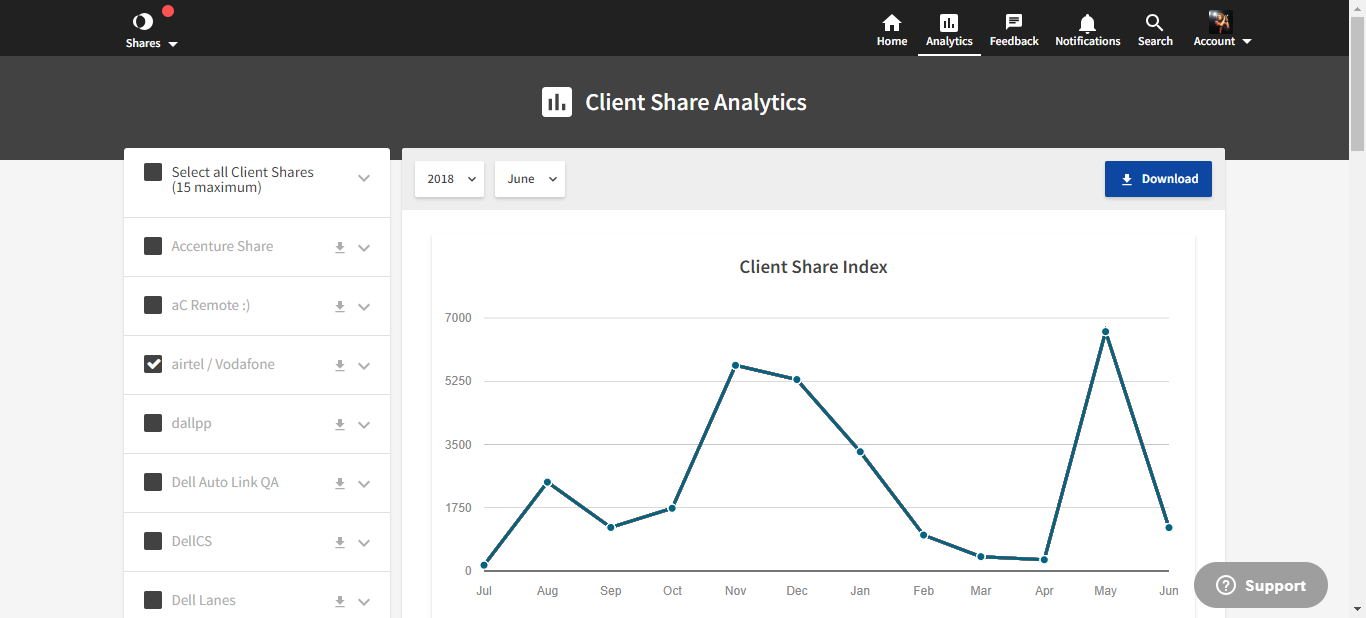 Shares
Home
Analytics
Feedback
Notifications
Search
Account
Client Share Analytics
Select all Client Shares
(15 maximum)
Accenture Share
aC Remote :)
airtel / Vodafone
dallpp
Dell Auto Link QA
DellCS
Dell Lanes
2018
June
Download
Client Share Index
7000
5250
3500
1750
0
Jul Aug Sep Oct Nov Dec Jan Feb Mar Apr May Jun
Support